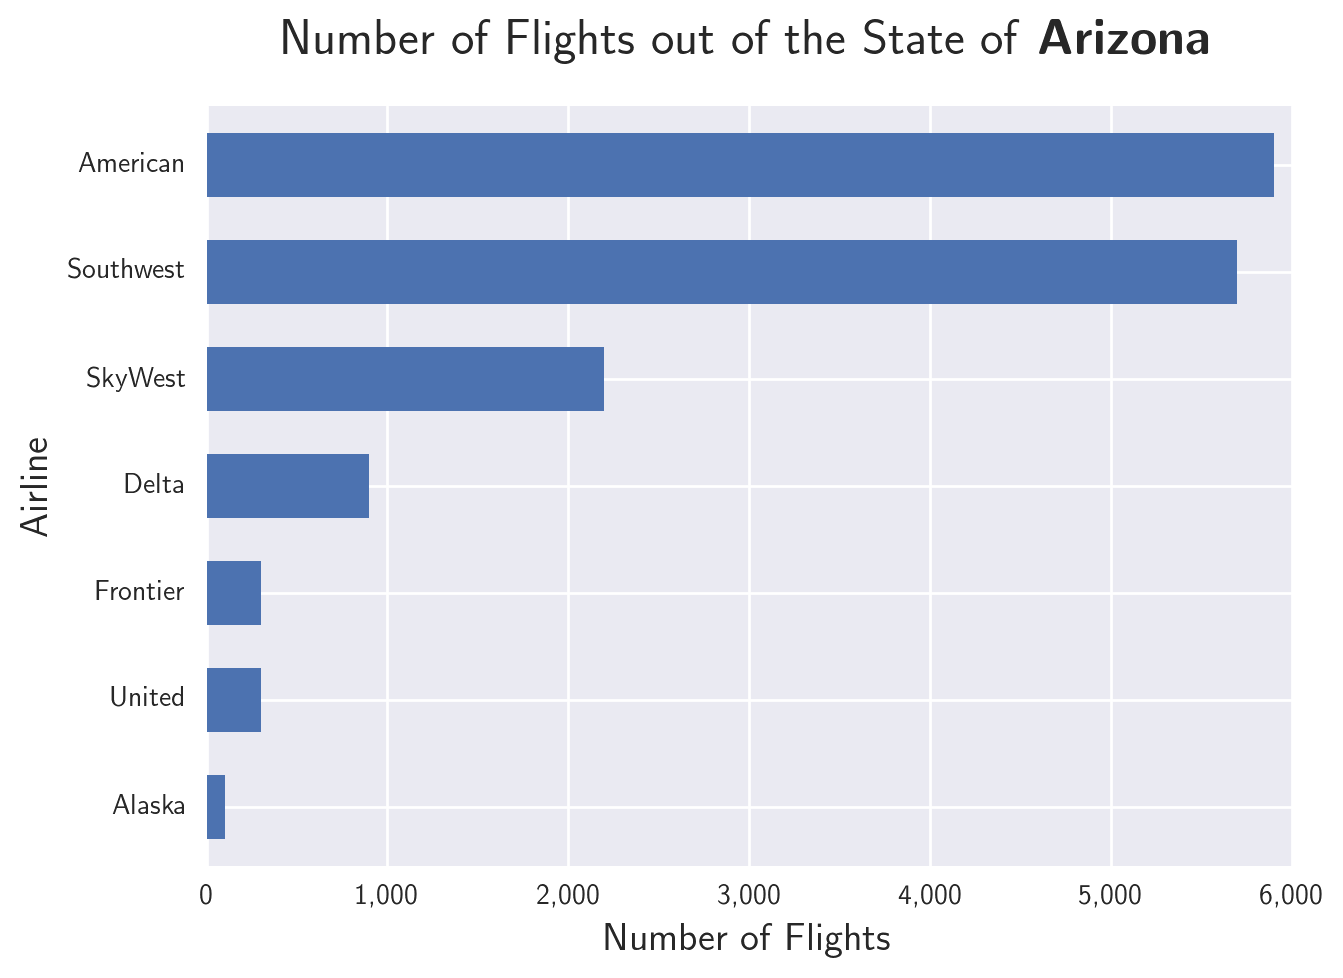 Number of Flights out of the State of Arizona
American
Southwest
SkyWest
Delta
Frontier
United
Alaska
Airline
0 1,000 2,000 3,000 4,000 5,000 6,000
Number of Flights